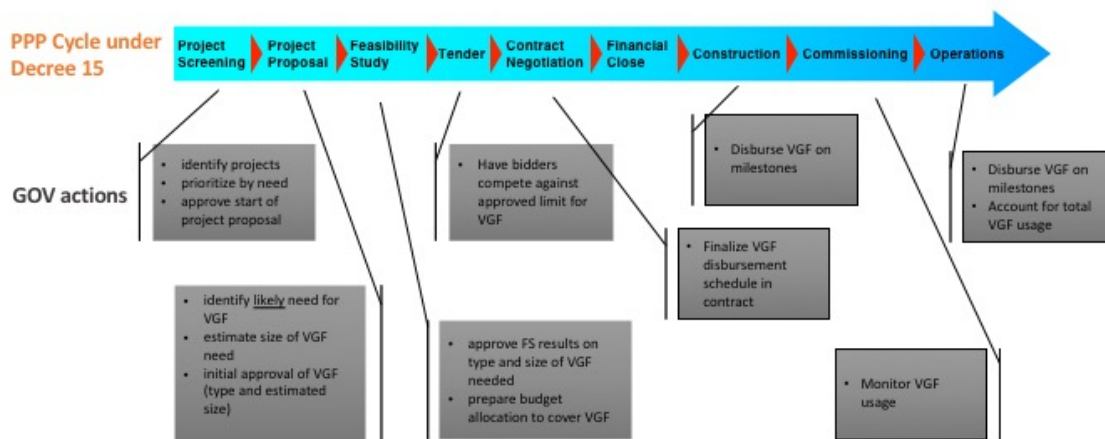 PPP Cycle under
Decree 15
Project
Screening
Project
Proposal
Feasibility
Study
Tender
Contract
Negotiation
Financial
Close
Construction
Commissioning
Operations
GOV actions
• identify projects
• prioritize by need
• approve start of
project proposal
• Have bidders
compete against
approved limit for
VGF
• Disburse VGF on
milestones
• Disburse VGF on
milestones
• Account for total
VGF usage
• Finalize VGF
disbursement
schedule in
contract
• identify likely need for
VGF
• estimate size of VGF
need
• initial approval of VGF
(type and estimated
size)
• approve FS results on
type and size of VGF
needed
• prepare budget
allocation to cover VGF
• Monitor VGF
usage